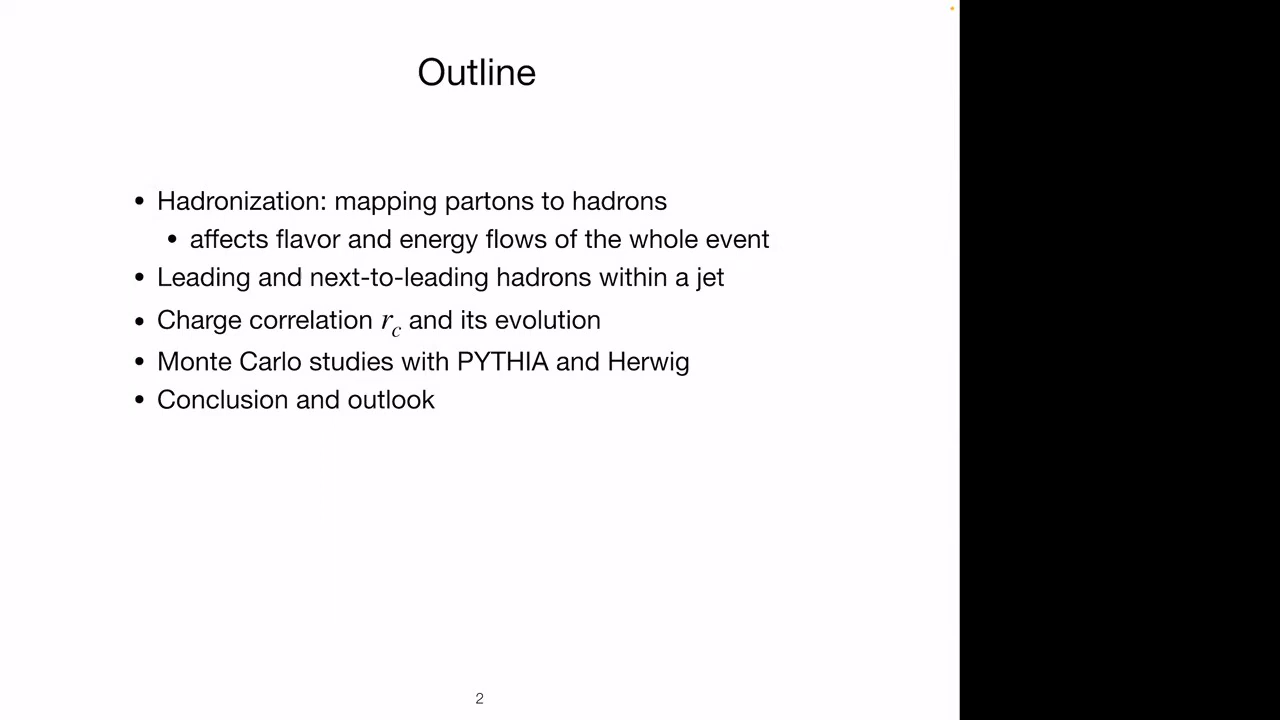 Outline
• Hadronization: mapping partons to hadrons
• affects flavor and energy flows of the whole event
• Leading and next-to-leading hadrons within a jet
• Charge correlation r_c and its evolution
• Monte Carlo studies with PYTHIA and Herwig
• Conclusion and outlook
2